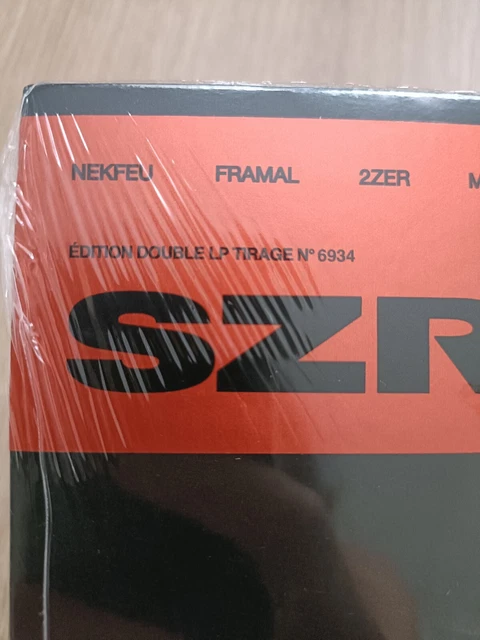 NEKFEU FRAMAL 2ZER M
ÉDITION DOUBLE LP TIRAGE N° 6934
SZR